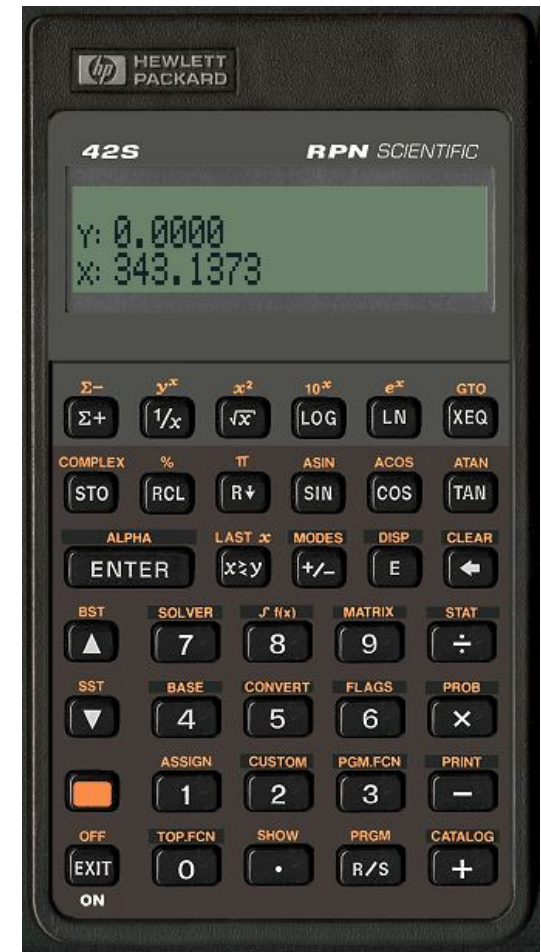 hp HEWLETT
PACKARD
42S RPN SCIENTIFIC
Y: 0.0000
X: 343.1373
Σ− yˣ x² 10ˣ eˣ GTO
Σ+ 1/x √x LOG LN XEQ
COMPLEX % π ASIN ACOS ATAN
STO RCL R↓ SIN COS TAN
ALPHA LAST x MODES DISP CLEAR
ENTER x≷y +/− E ←
BST SOLVER ∫ f(x) MATRIX STAT
▲ 7 8 9 ÷
SST BASE CONVERT FLAGS PROB
▼ 4 5 6 ×
ASSIGN CUSTOM PGM.FCN PRINT
1 2 3 −
OFF TOP.FCN SHOW PRGM CATALOG
EXIT 0 · R/S +
ON